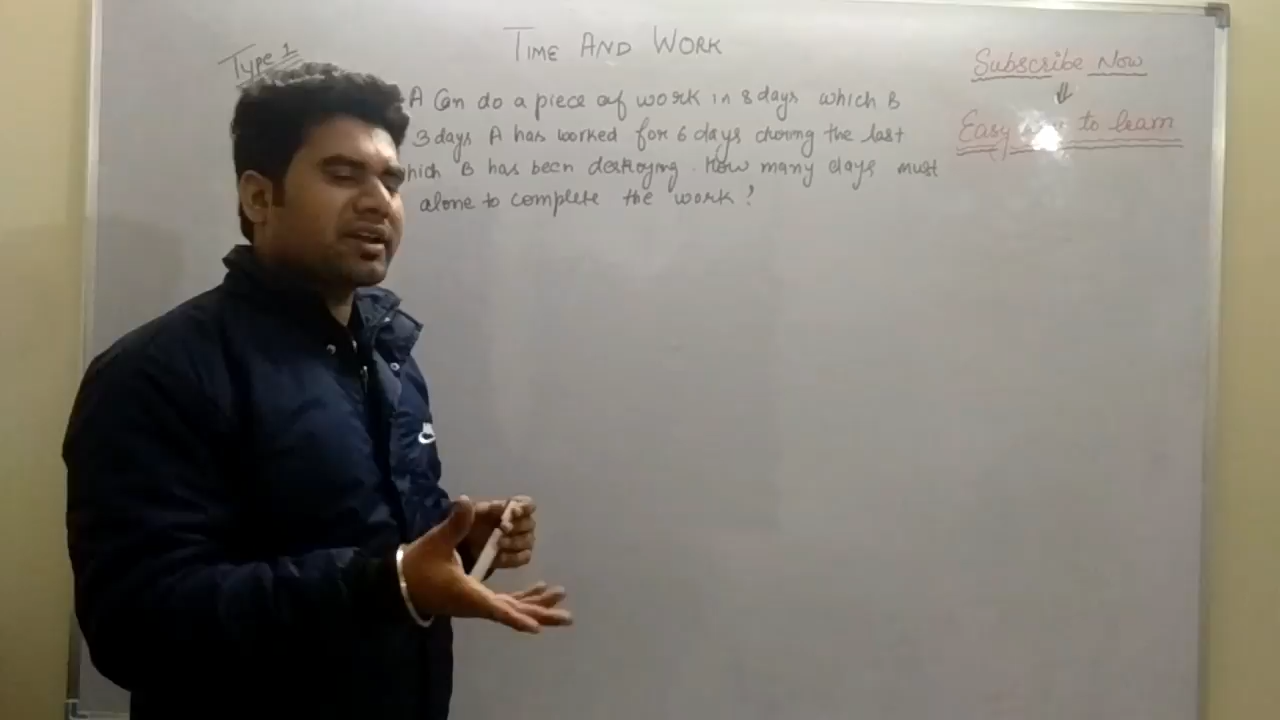 TIME AND WORK
Type 1
Subscribe Now
⇓
Easy to learn
A Can do a piece of work in 8 days which B
3 days A has worked for 6 days during the last
hich B has been destroying. How many days must
alone to complete the work?